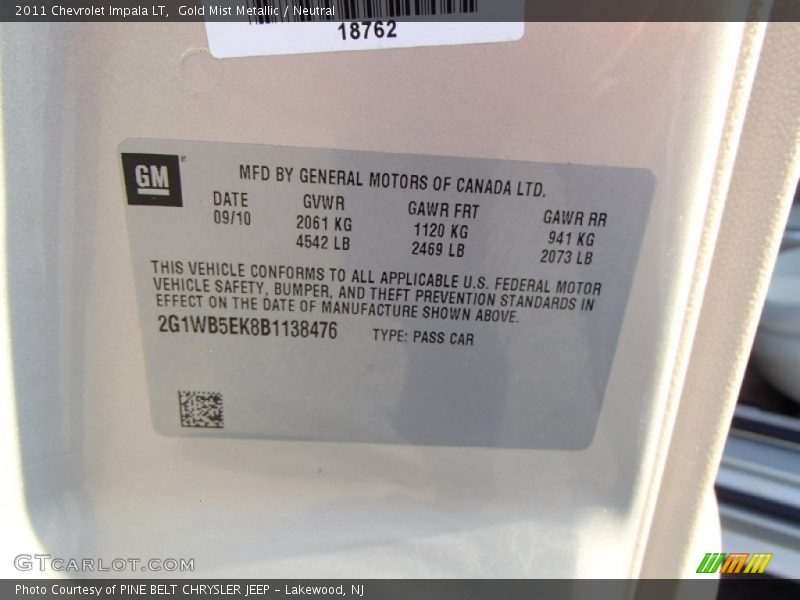 2011 Chevrolet Impala LT, Gold Mist Metallic / Neutral
18762
GM
MFD BY GENERAL MOTORS OF CANADA LTD.
DATE GVWR GAWR FRT GAWR RR
09/10 2061 KG 1120 KG 941 KG
4542 LB 2469 LB 2073 LB
THIS VEHICLE CONFORMS TO ALL APPLICABLE U.S. FEDERAL MOTOR
VEHICLE SAFETY, BUMPER, AND THEFT PREVENTION STANDARDS IN
EFFECT ON THE DATE OF MANUFACTURE SHOWN ABOVE.
2G1WB5EK8B1138476 TYPE: PASS CAR
GTCARLOT.COM
Photo Courtesy of PINE BELT CHRYSLER JEEP - Lakewood, NJ